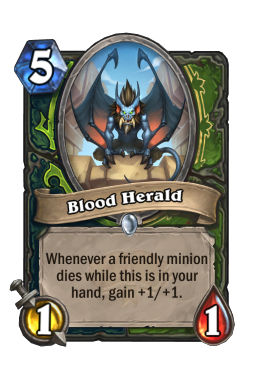 5
Blood Herald
Whenever a friendly minion
dies while this is in your
hand, gain +1/+1.
1
1